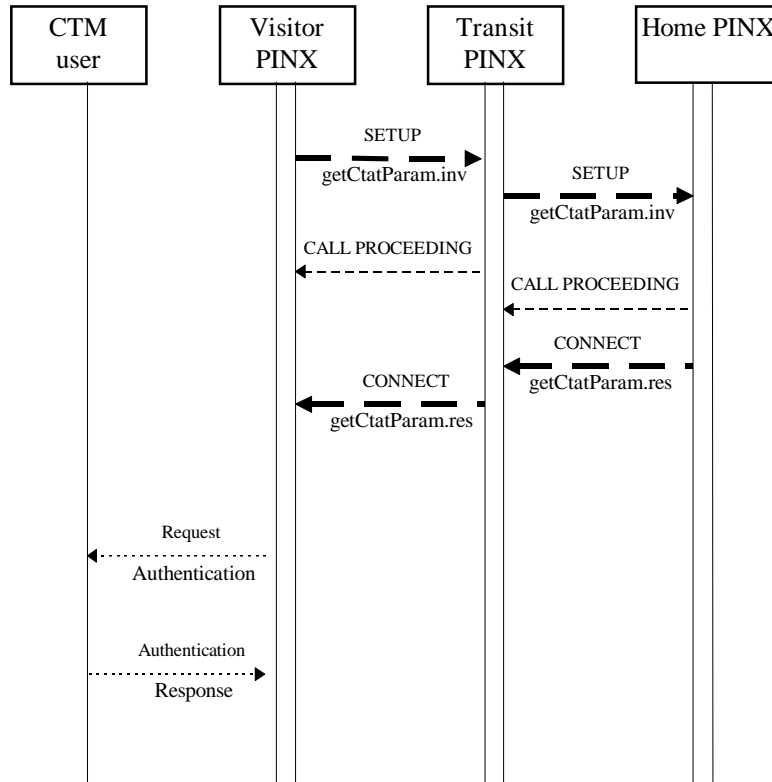 CTM
user
Visitor
PINX
Transit
PINX
Home PINX
SETUP
getCtatParam.inv
SETUP
getCtatParam.inv
CALL PROCEEDING
CALL PROCEEDING
CONNECT
getCtatParam.res
CONNECT
getCtatParam.res
Request
Authentication
Authentication
Response